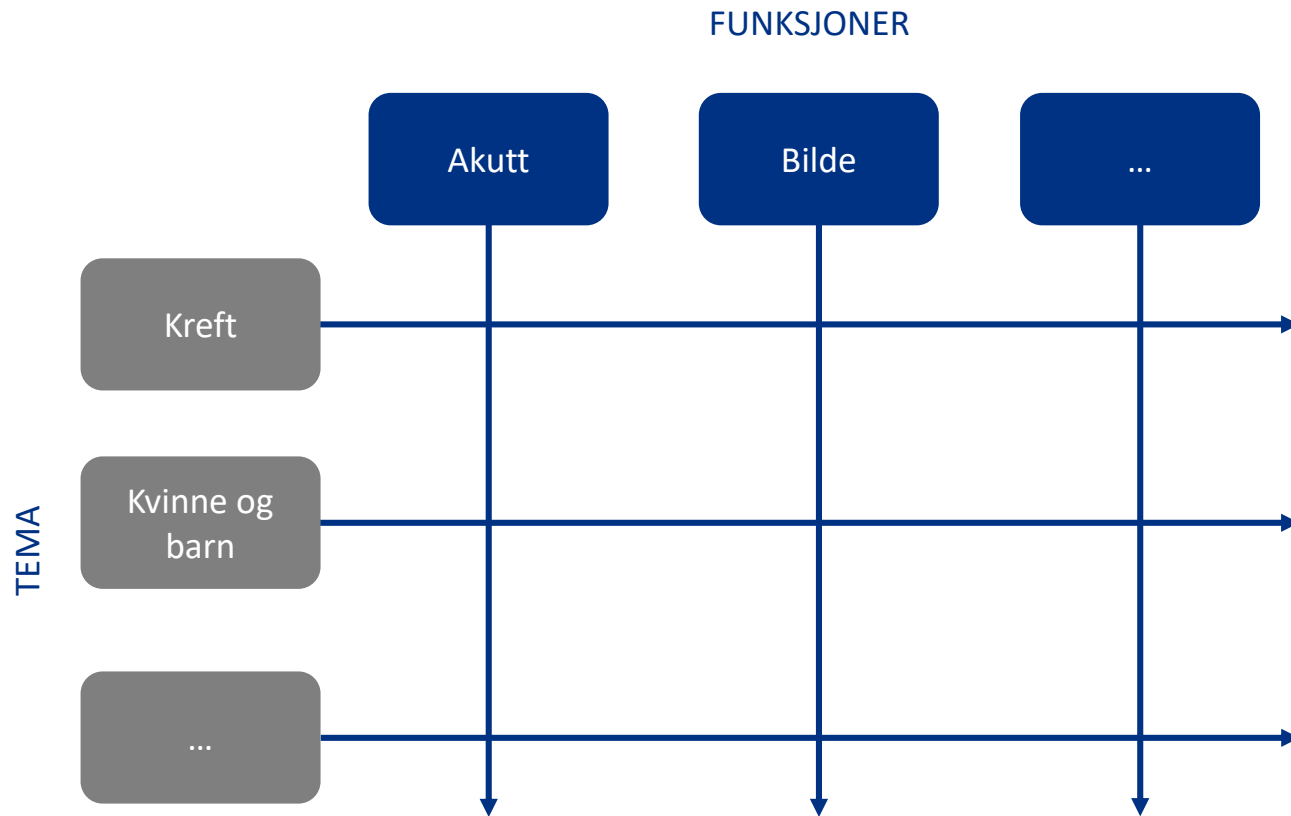 FUNKSJONER
Akutt
Bilde
...
Kreft
TEMA
Kvinne og
barn
...